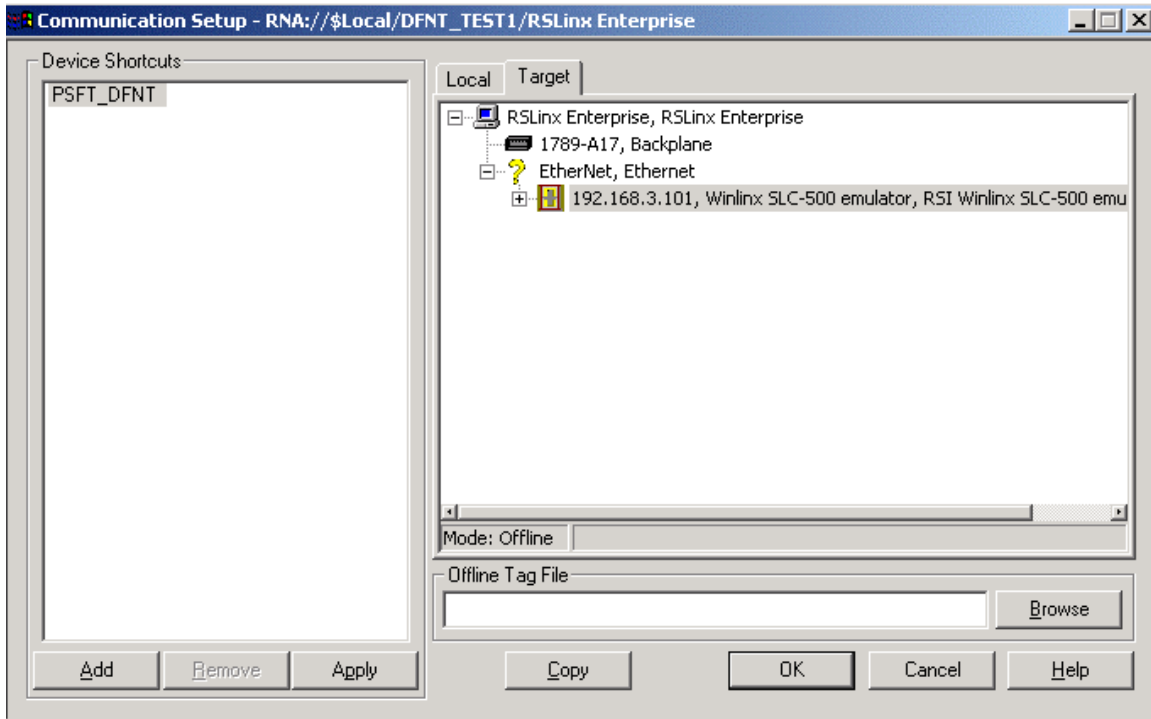 Communication Setup - RNA://$Local/DFNT_TEST1/RSLinx Enterprise
Device Shortcuts
PSFT_DFNT
Local
Target
RSLinx Enterprise, RSLinx Enterprise
1789-A17, Backplane
EtherNet, Ethernet
192.168.3.101, Winlinx SLC-500 emulator, RSI Winlinx SLC-500 emu
Mode: Offline
Offline Tag File
Browse
Add
Remove
Apply
Copy
OK
Cancel
Help